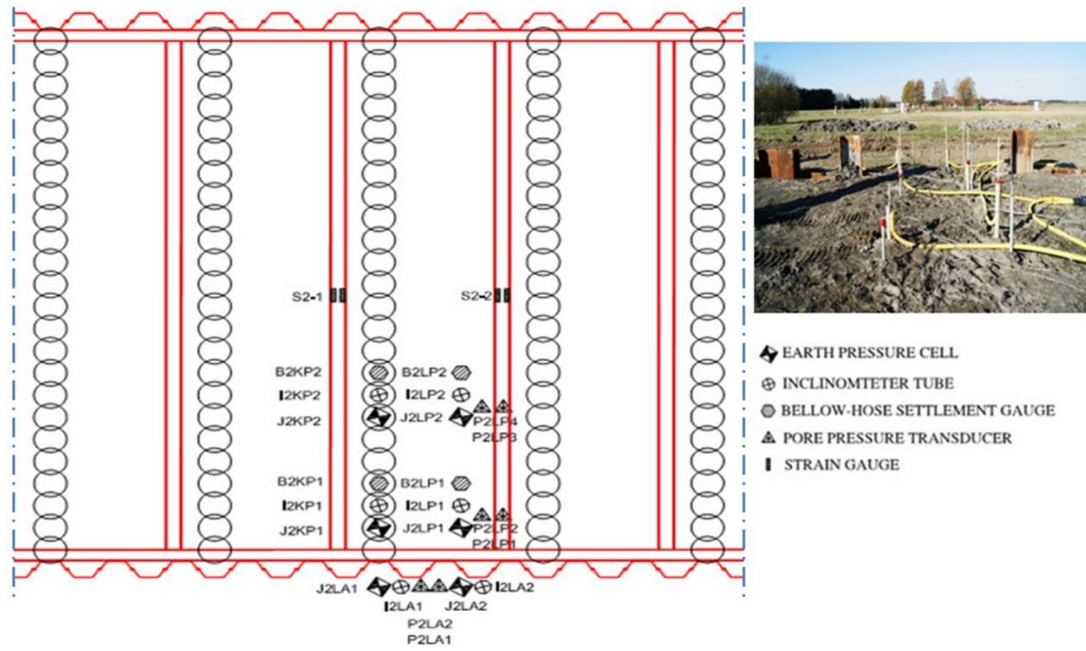 S2-1
S2-2
B2KP2
B2LP2
I2KP2
I2LP2
J2KP2
J2LP2
P2LP4
P2LP3
B2KP1
B2LP1
I2KP1
I2LP1
J2KP1
J2LP1
P2LP2
P2LP1
J2LA1
I2LA2
I2LA1
J2LA2
P2LA2
P2LA1
EARTH PRESSURE CELL
INCLINOMTETER TUBE
BELLOW-HOSE SETTLEMENT GAUGE
PORE PRESSURE TRANSDUCER
STRAIN GAUGE